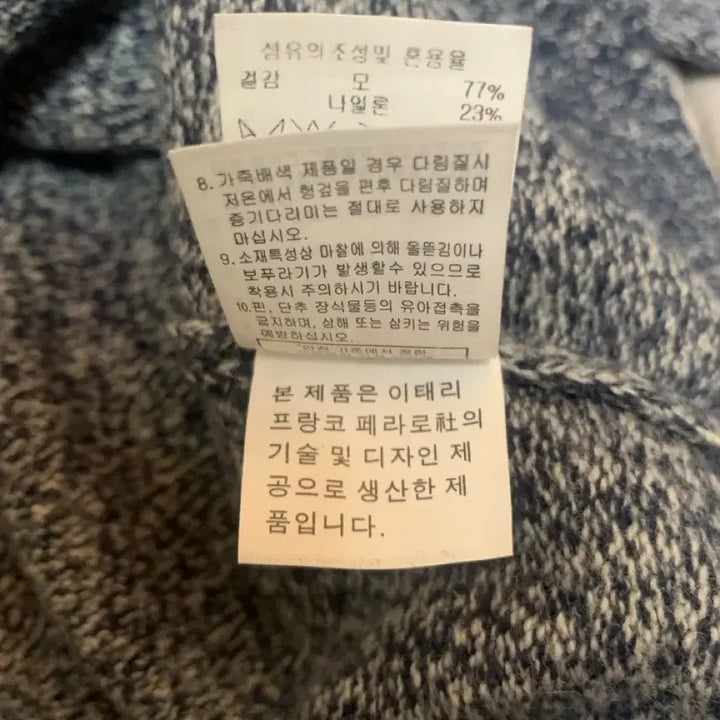 섬유의 조성및 혼용율
겉감 모 77%
나일론 23%
8. 가죽배색 제품일 경우 다림질시
저온에서 헝겊을 편후 다림질하며
증기다리미는 절대로 사용하지
마십시오.
9. 소재특성상 마찰에 의해 올뜯김이나
보푸라기가 발생할수 있으므로
착용시 주의하시기 바랍니다.
10. 핀, 단추 장식물등의 유아접촉을
금지하며, 상해 또는 삼키는 위험을
예방하십시오.
본 제품은 이태리
프랑코 페라로社의
기술 및 디자인 제
공으로 생산한 제
품입니다.